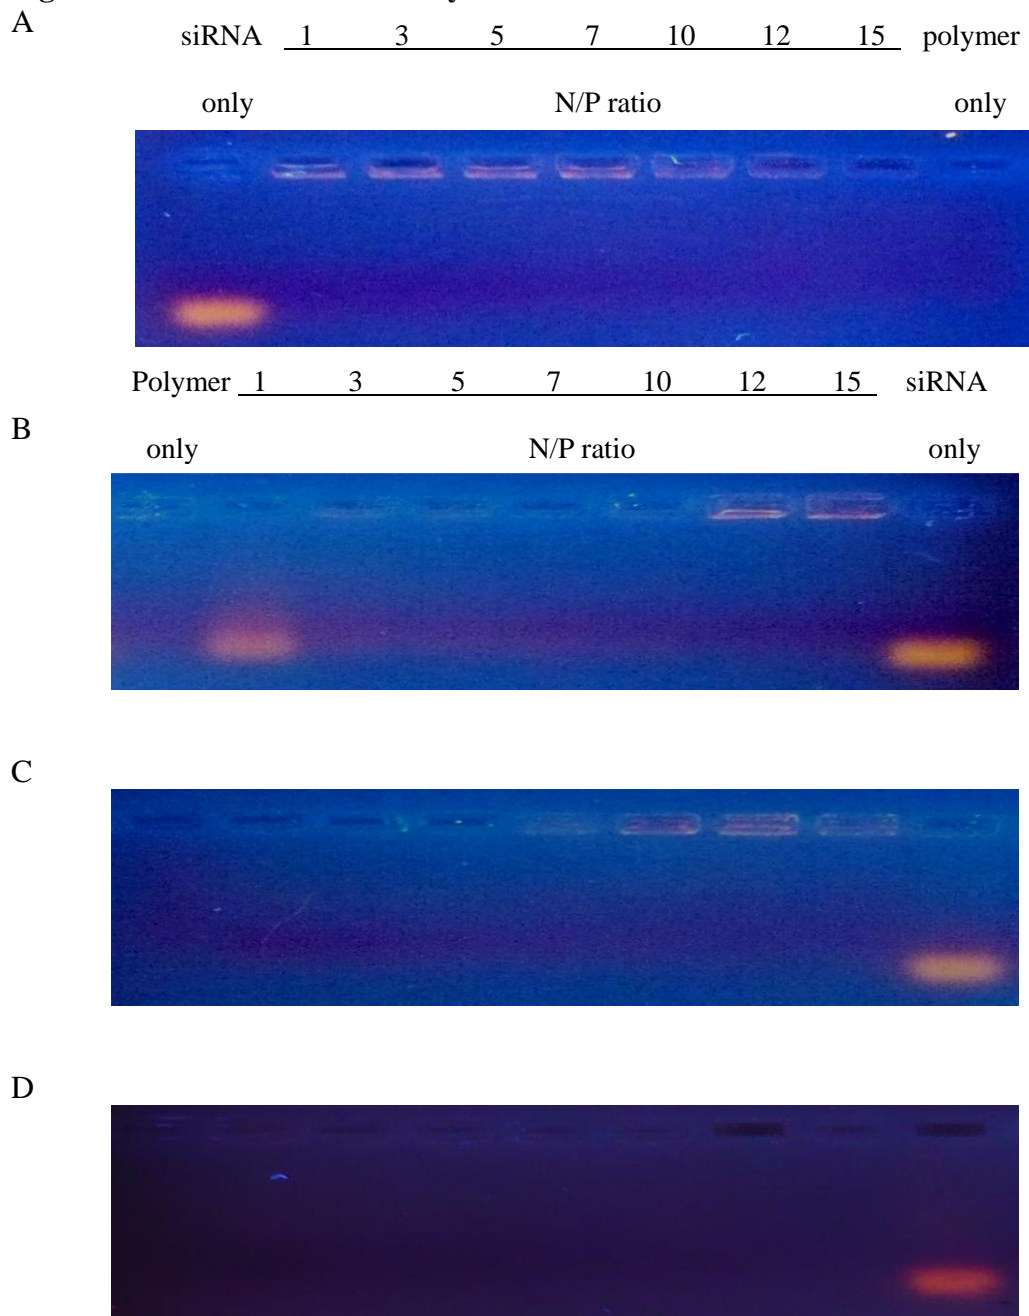 A
siRNA 1 3 5 7 10 12 15 polymer
only N/P ratio only
Polymer 1 3 5 7 10 12 15 siRNA
B
only N/P ratio only
C
D